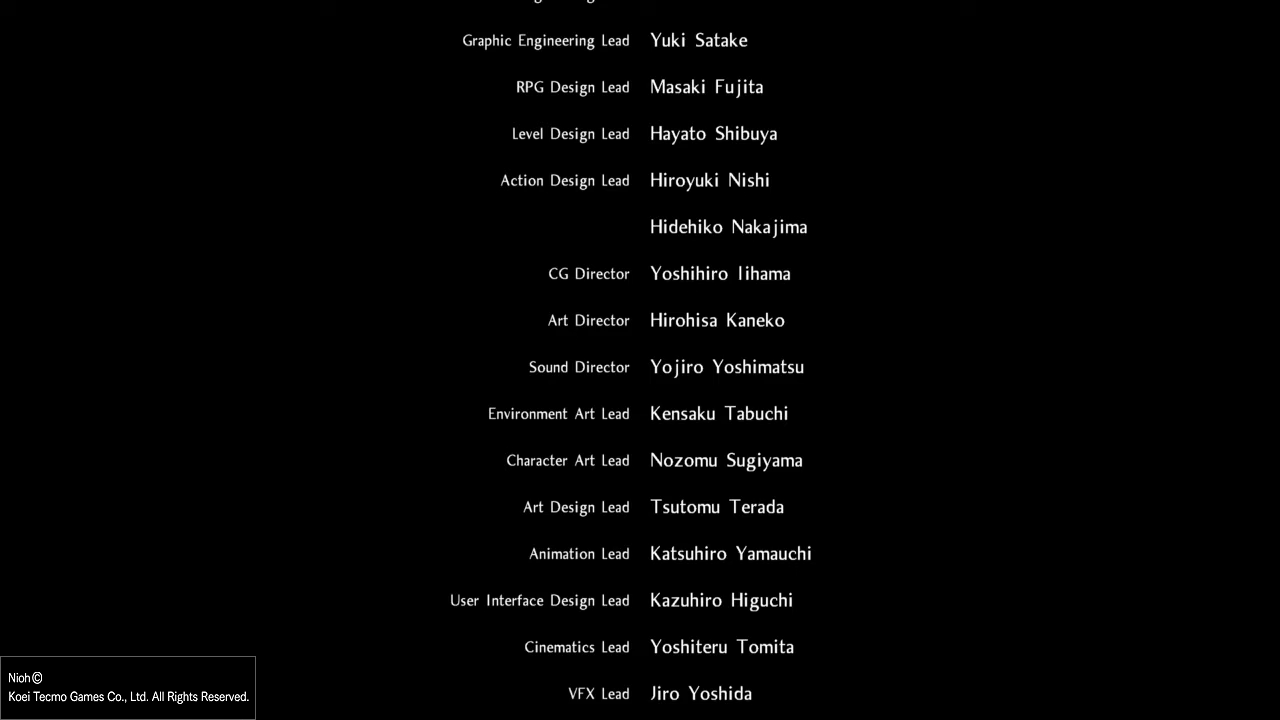 Graphic Engineering Lead Yuki Satake
RPG Design Lead Masaki Fujita
Level Design Lead Hayato Shibuya
Action Design Lead Hiroyuki Nishi
Hidehiko Nakajima
CG Director Yoshihiro Iihama
Art Director Hirohisa Kaneko
Sound Director Yojiro Yoshimatsu
Environment Art Lead Kensaku Tabuchi
Character Art Lead Nozomu Sugiyama
Art Design Lead Tsutomu Terada
Animation Lead Katsuhiro Yamauchi
User Interface Design Lead Kazuhiro Higuchi
Cinematics Lead Yoshiteru Tomita
VFX Lead Jiro Yoshida
Nioh©
Koei Tecmo Games Co., Ltd. All Rights Reserved.